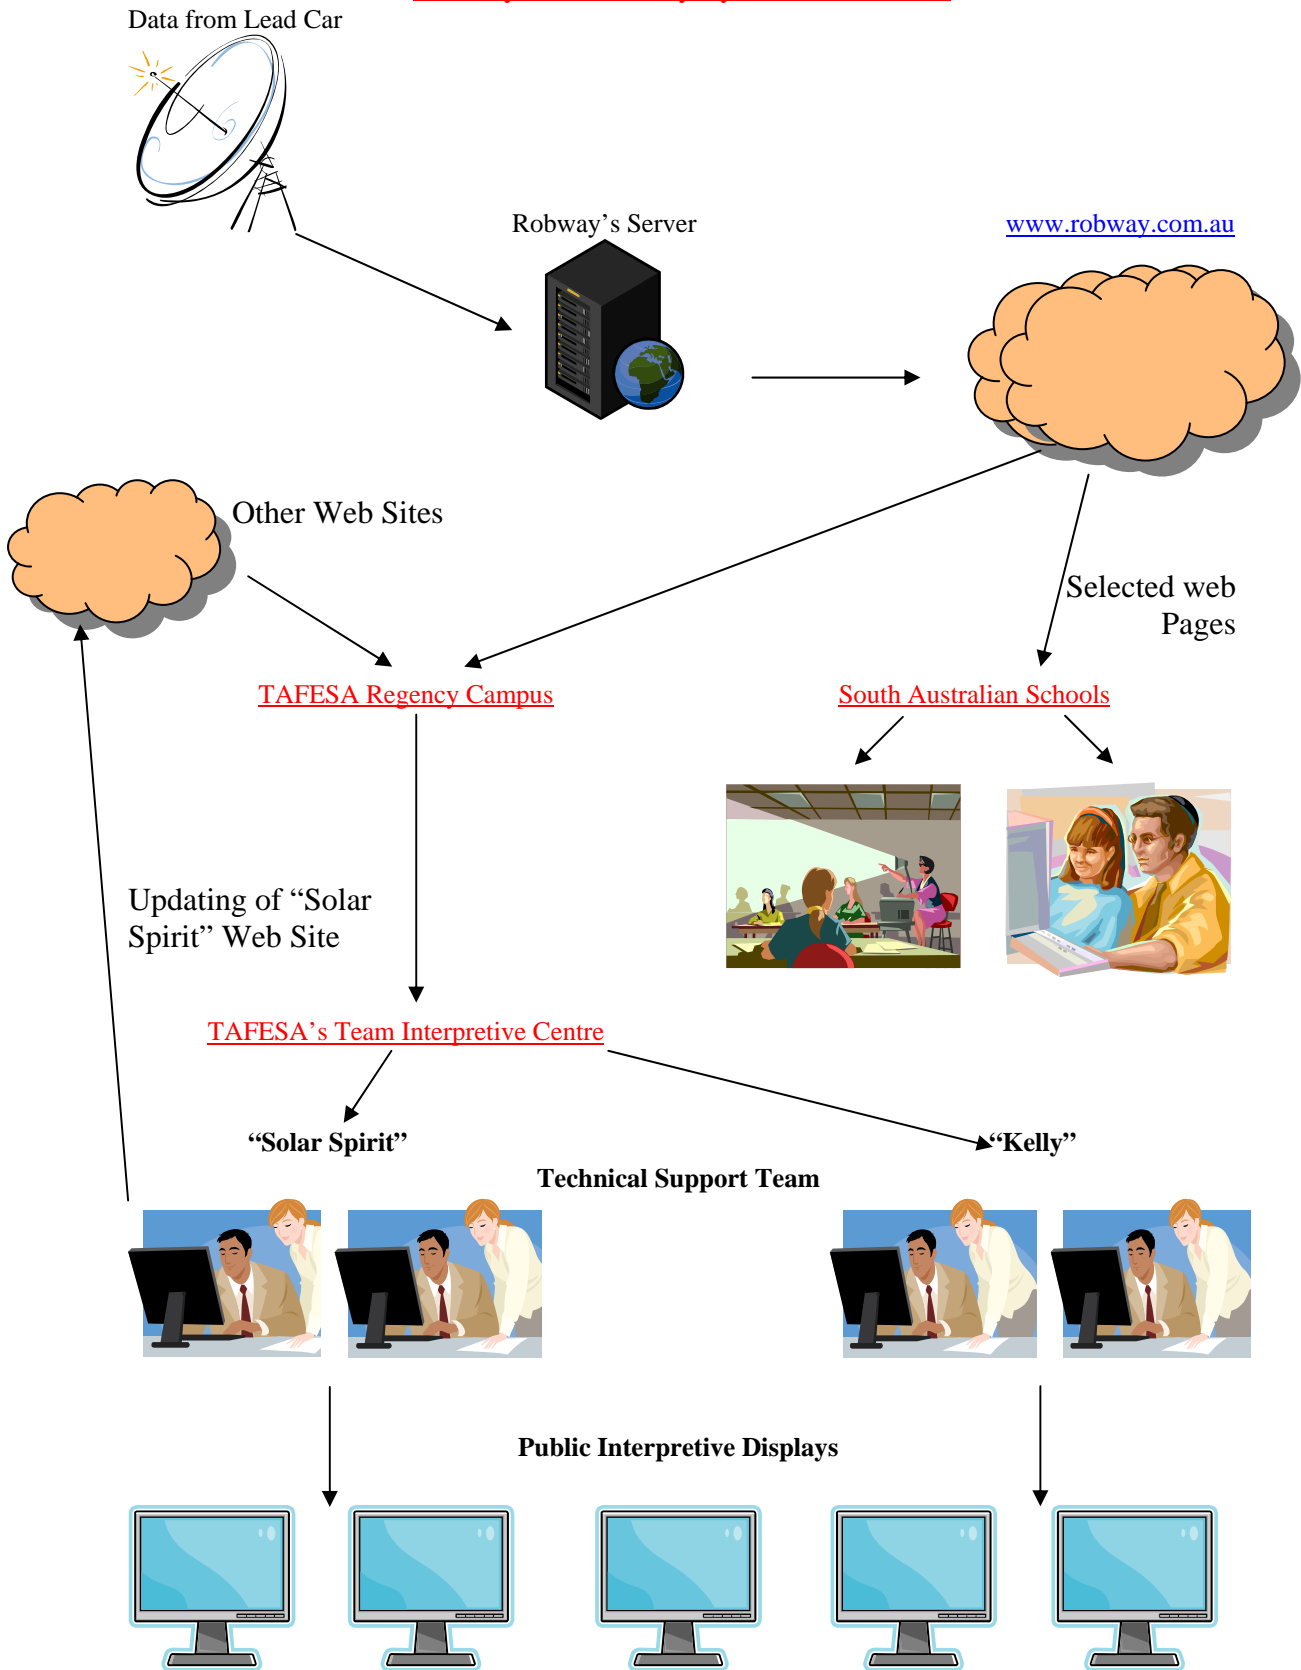 Data from Lead Car
Robway’s Server
www.robway.com.au
Other Web Sites
Selected web
Pages
TAFESA Regency Campus
South Australian Schools
Updating of “Solar
Spirit” Web Site
TAFESA’s Team Interpretive Centre
“Solar Spirit”
“Kelly”
Technical Support Team
Public Interpretive Displays